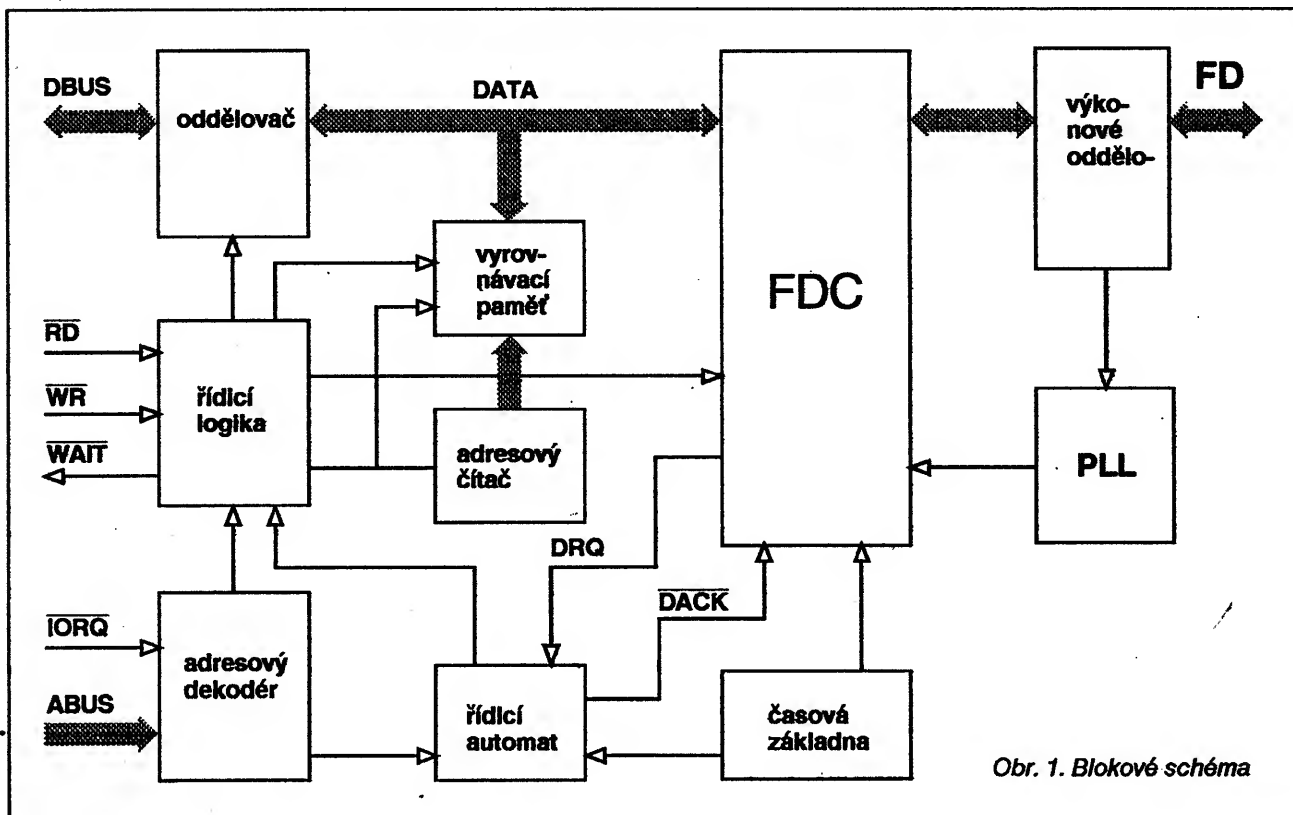 DBUS
oddělovač
DATA
FDC
výko-
nové
oddělo-
FD
vyrov-
návací
paměť
RD
WR
WAIT
řídicí
logika
adresový
čítač
PLL
DRQ
DACK
IORQ
ABUS
adresový
dekodér
řídicí
automat
časová
základna
Obr. 1. Blokové schéma